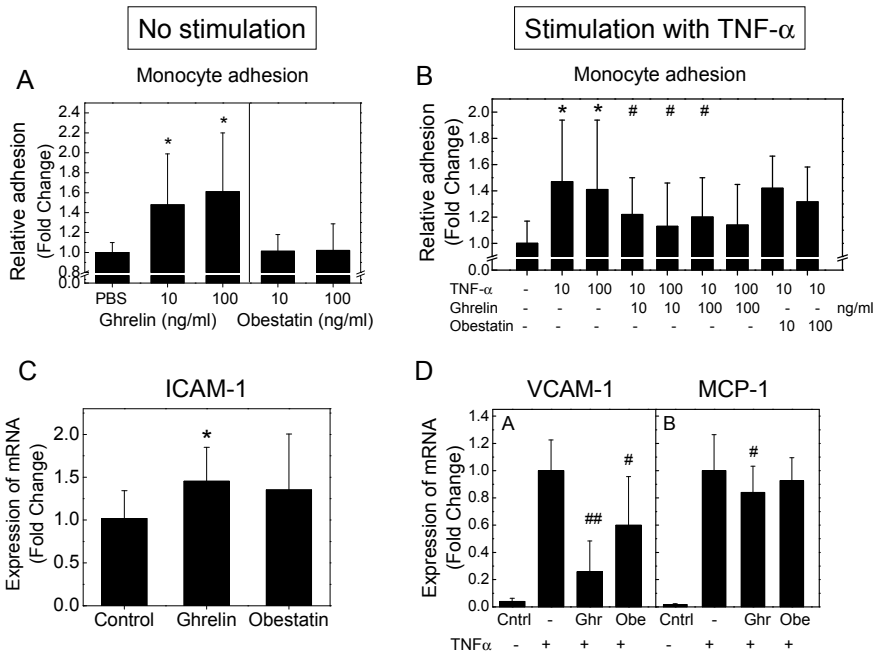 No stimulation
Stimulation with TNF-α
A
Monocyte adhesion
Relative adhesion
(Fold Change)
2.4
2.2
2.0
1.8
1.6
1.4
1.2
1.0
0.8
0.0
* *
PBS 10 100 10 100
Ghrelin (ng/ml) Obestatin (ng/ml)
B
Monocyte adhesion
Relative adhesion
(Fold Change)
2.0
1.8
1.6
1.4
1.2
1.0
0.0
* * # # #
TNF-α - 10 100 10 100 10 100 10 10
Ghrelin - - - 10 10 100 100 - - ng/ml
Obestatin - - - - - - - 10 100
C
ICAM-1
Expression of mRNA
(Fold Change)
2.0
1.5
1.0
0.5
0.0
*
Control Ghrelin Obestatin
D
VCAM-1 MCP-1
Expression of mRNA
(Fold Change)
1.4
1.2
1.0
0.8
0.6
0.4
0.2
0.0
A B
## # #
Cntrl - Ghr Obe Cntrl - Ghr Obe
TNFα - + + + - + + +